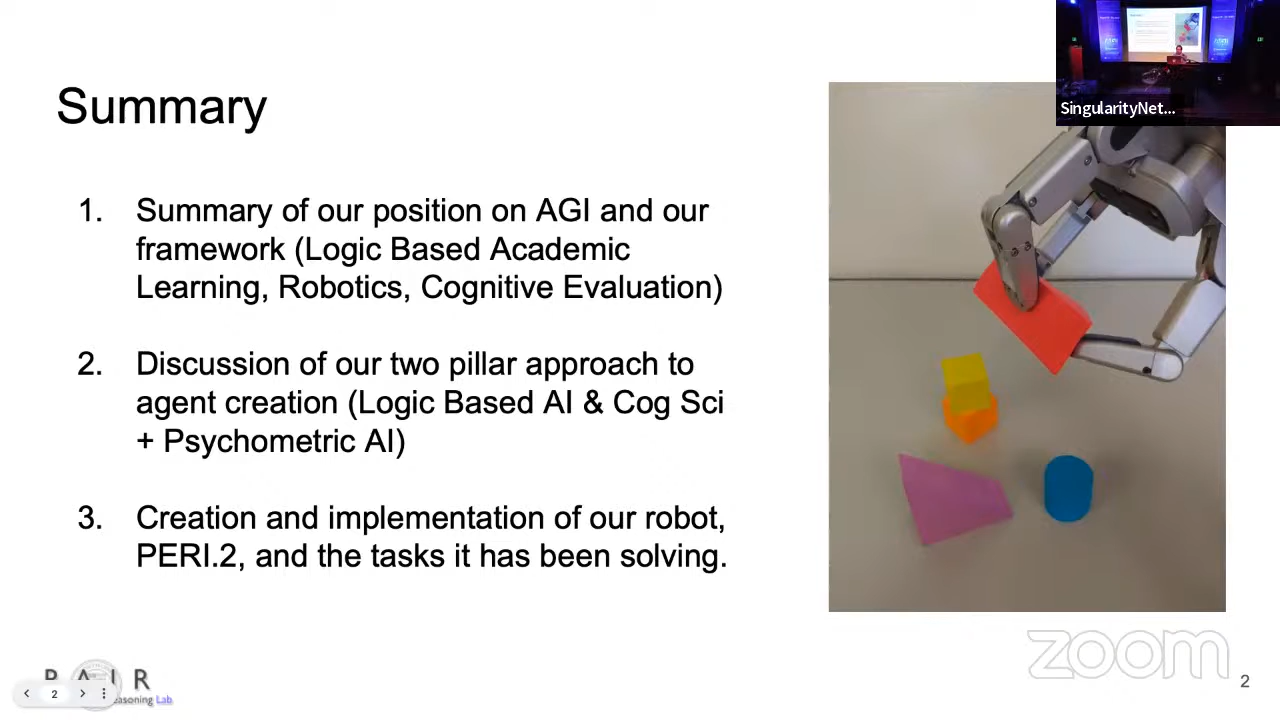 Summary
1. Summary of our position on AGI and our
framework (Logic Based Academic
Learning, Robotics, Cognitive Evaluation)
2. Discussion of our two pillar approach to
agent creation (Logic Based AI & Cog Sci
+ Psychometric AI)
3. Creation and implementation of our robot,
PERI.2, and the tasks it has been solving.
SingularityNet...
zoom
2
R A I R
Lab
2